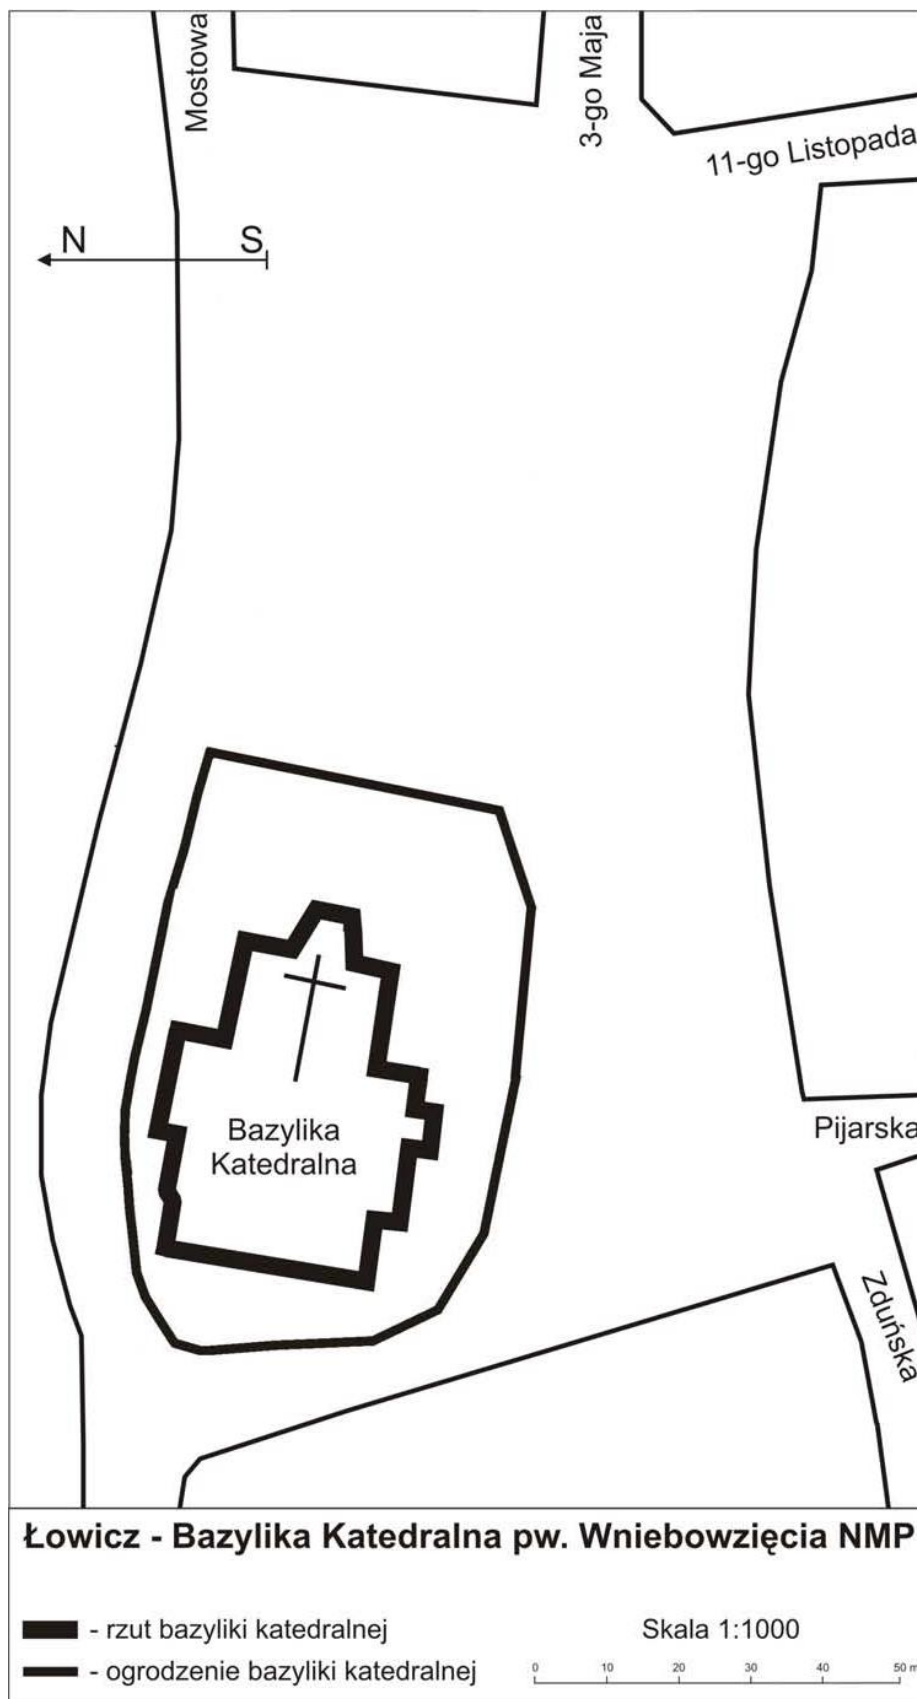 Mostowa
3-go Maja
11-go Listopada
N S
Bazylika
Katedralna
Pijarska
Zduńska
Łowicz - Bazylika Katedralna pw. Wniebowzięcia NMP
- rzut bazyliki katedralnej
Skala 1:1000
- ogrodzenie bazyliki katedralnej
0 10 20 30 40 50 m